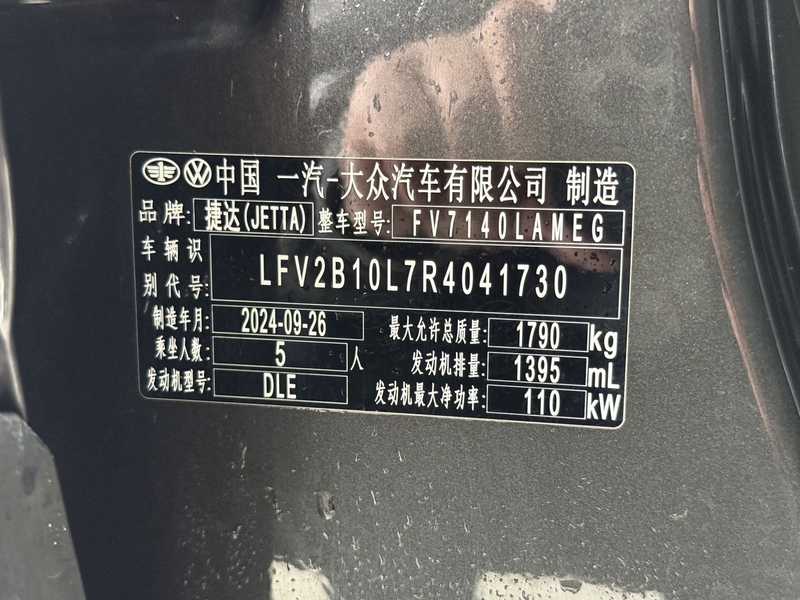 中国 一汽-大众汽车有限公司 制造
品牌: 捷达(JETTA) 整车型号: FV7140LAMEG
车辆识别代号: LFV2B10L7R4041730
制造年月: 2024-09-26 最大允许总质量: 1790 kg
乘坐人数: 5 人 发动机排量: 1395 mL
发动机型号: DLE 发动机最大净功率: 110 kW